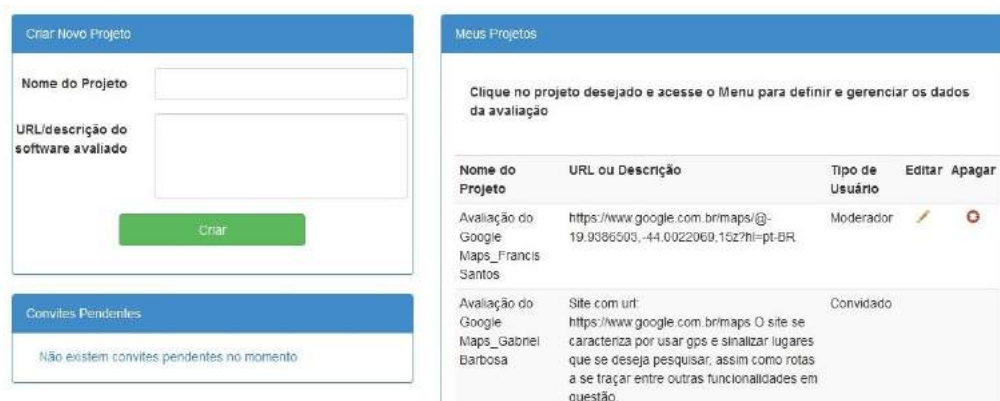 Criar Novo Projeto
Nome do Projeto
URL/descrição do
software avaliado
Criar
Convites Pendentes
Não existem convites pendentes no momento
Meus Projetos
Clique no projeto desejado e acesse o Menu para definir e gerenciar os dados
da avaliação
Nome do URL ou Descrição Tipo de Editar Apagar
Projeto Usuário
Avaliação do https://www.google.com.br/maps/@- Moderador
Google 19.9386503,-44.0022069,15z?hl=pt-BR
Maps_Francis
Santos
Avaliação do Site com url: Convidado
Google https://www.google.com.br/maps O site se
Maps_Gabriel caracteriza por usar gps e sinalizar lugares
Barbosa que se deseja pesquisar, assim como rotas
a se traçar entre outras funcionalidades em
questão.